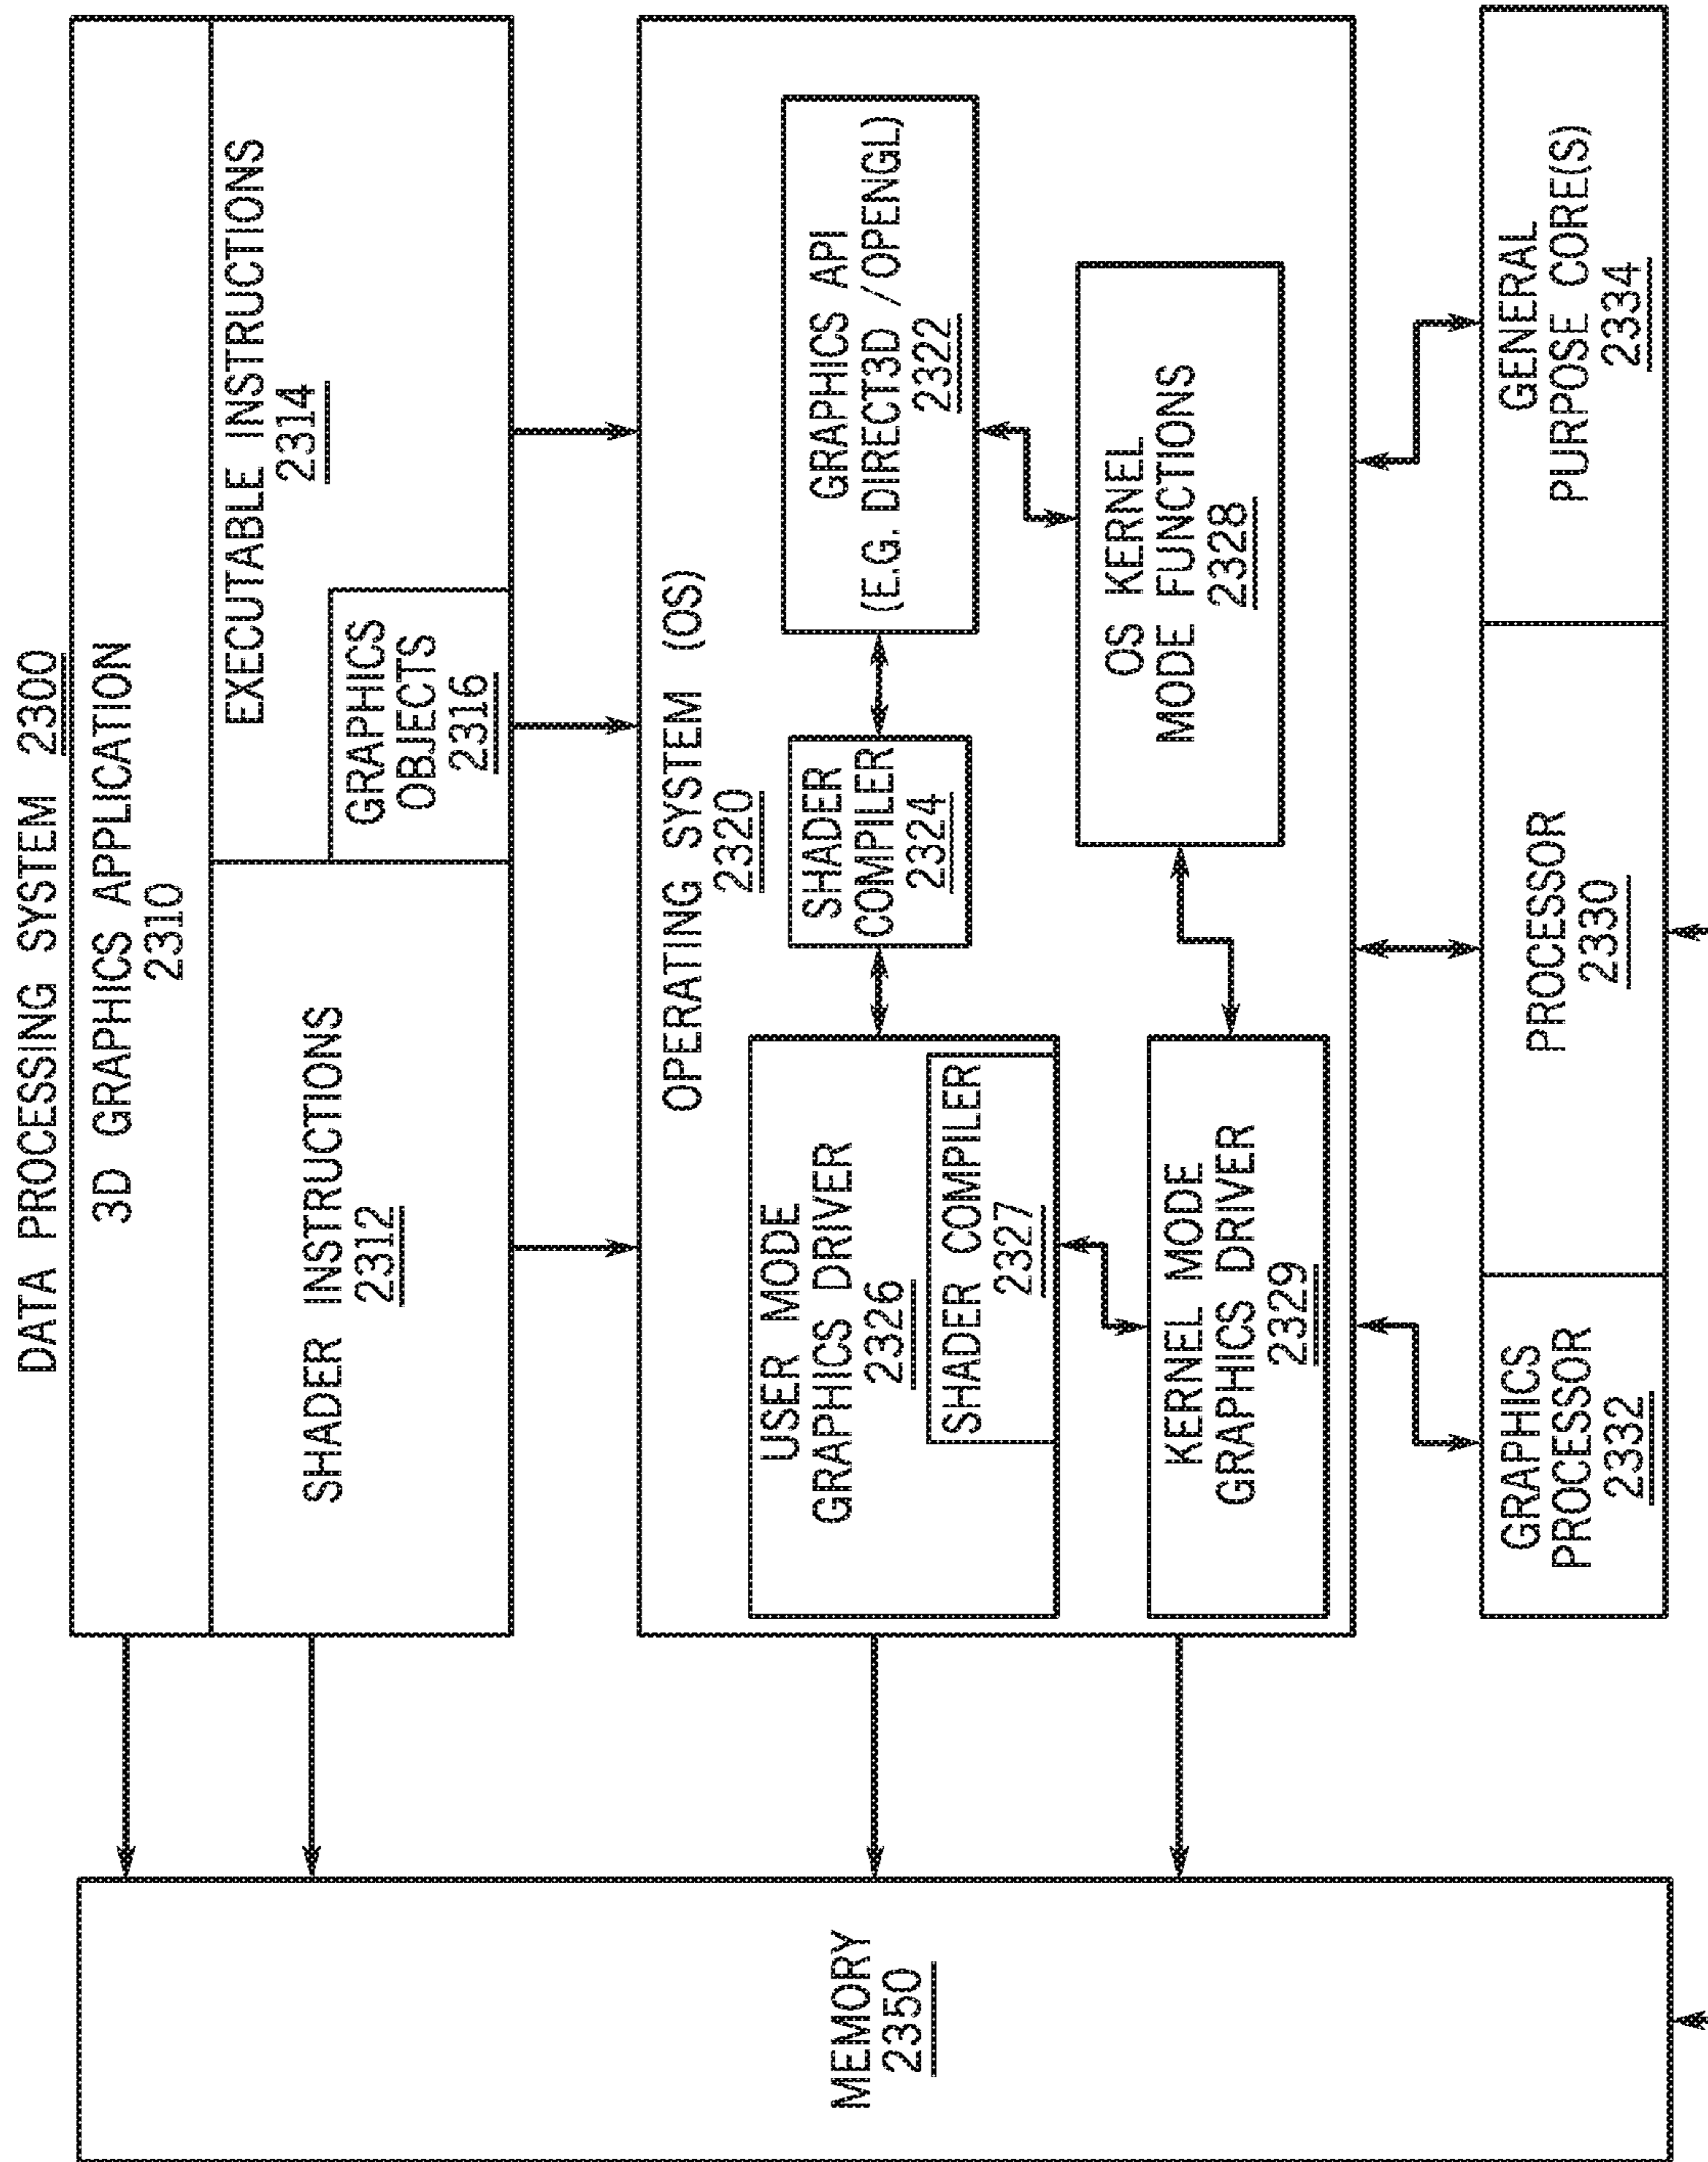 DATA PROCESSING SYSTEM 2300
3D GRAPHICS APPLICATION
2310
SHADER INSTRUCTIONS
2312
EXECUTABLE INSTRUCTIONS
2314
GRAPHICS
OBJECTS
2316
OPERATING SYSTEM (OS)
2320
USER MODE
GRAPHICS DRIVER
2326
SHADER COMPILER
2327
SHADER
COMPILER
2324
GRAPHICS API
(E.G. DIRECT3D / OPENGL)
2322
KERNEL MODE
GRAPHICS DRIVER
2329
OS KERNEL
MODE FUNCTIONS
2328
GRAPHICS
PROCESSOR
2332
PROCESSOR
2330
GENERAL
PURPOSE CORE(S)
2334
MEMORY
2350